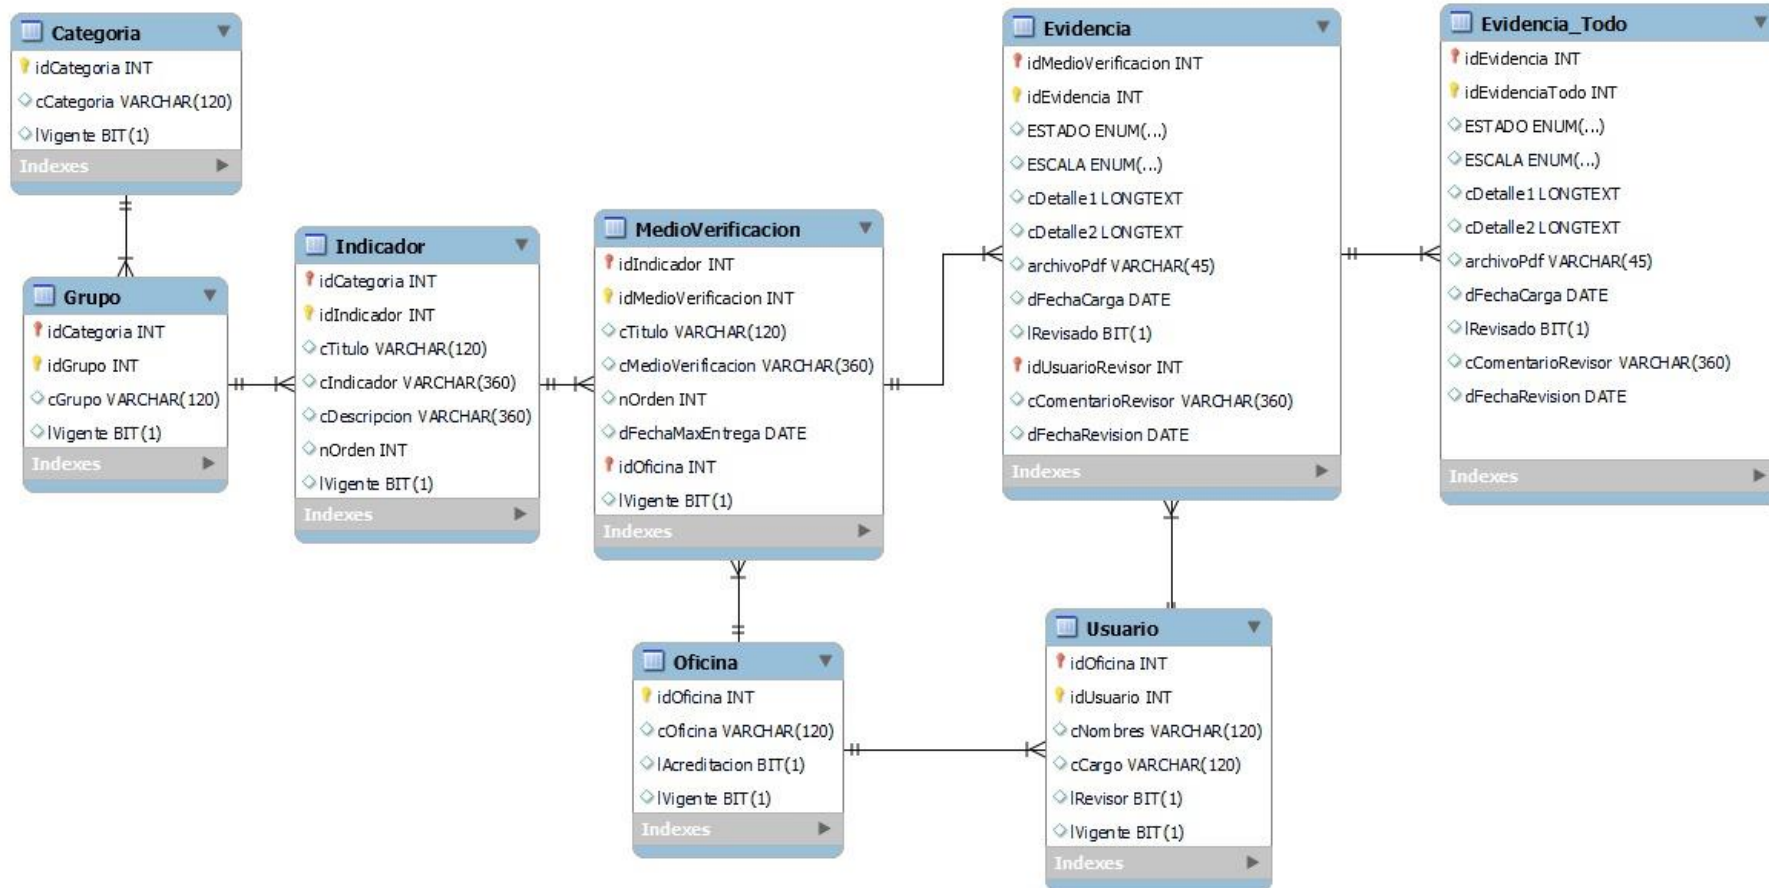 Categoria
idCategoria INT
cCategoria VARCHAR(120)
lVigente BIT(1)
Indexes
Grupo
idCategoria INT
idGrupo INT
cGrupo VARCHAR(120)
lVigente BIT(1)
Indexes
Indicador
idCategoria INT
idIndicador INT
cTitulo VARCHAR(120)
cIndicador VARCHAR(360)
cDescripcion VARCHAR(360)
nOrden INT
lVigente BIT(1)
Indexes
MedioVerificacion
idIndicador INT
idMedioVerificacion INT
cTitulo VARCHAR(120)
cMedioVerificacion VARCHAR(360)
nOrden INT
dFechaMaxEntrega DATE
idOficina INT
lVigente BIT(1)
Indexes
Evidencia
idMedioVerificacion INT
idEvidencia INT
ESTADO ENUM(...)
ESCALA ENUM(...)
cDetalle1 LONGTEXT
cDetalle2 LONGTEXT
archivoPdf VARCHAR(45)
dFechaCarga DATE
lRevisado BIT(1)
idUsuarioRevisor INT
cComentarioRevisor VARCHAR(360)
dFechaRevision DATE
Indexes
Evidencia_Todo
idEvidencia INT
idEvidenciaTodo INT
ESTADO ENUM(...)
ESCALA ENUM(...)
cDetalle1 LONGTEXT
cDetalle2 LONGTEXT
archivoPdf VARCHAR(45)
dFechaCarga DATE
lRevisado BIT(1)
cComentarioRevisor VARCHAR(360)
dFechaRevision DATE
Indexes
Oficina
idOficina INT
cOficina VARCHAR(120)
lAcreditacion BIT(1)
lVigente BIT(1)
Indexes
Usuario
idOficina INT
idUsuario INT
cNombres VARCHAR(120)
cCargo VARCHAR(120)
lRevisor BIT(1)
lVigente BIT(1)
Indexes